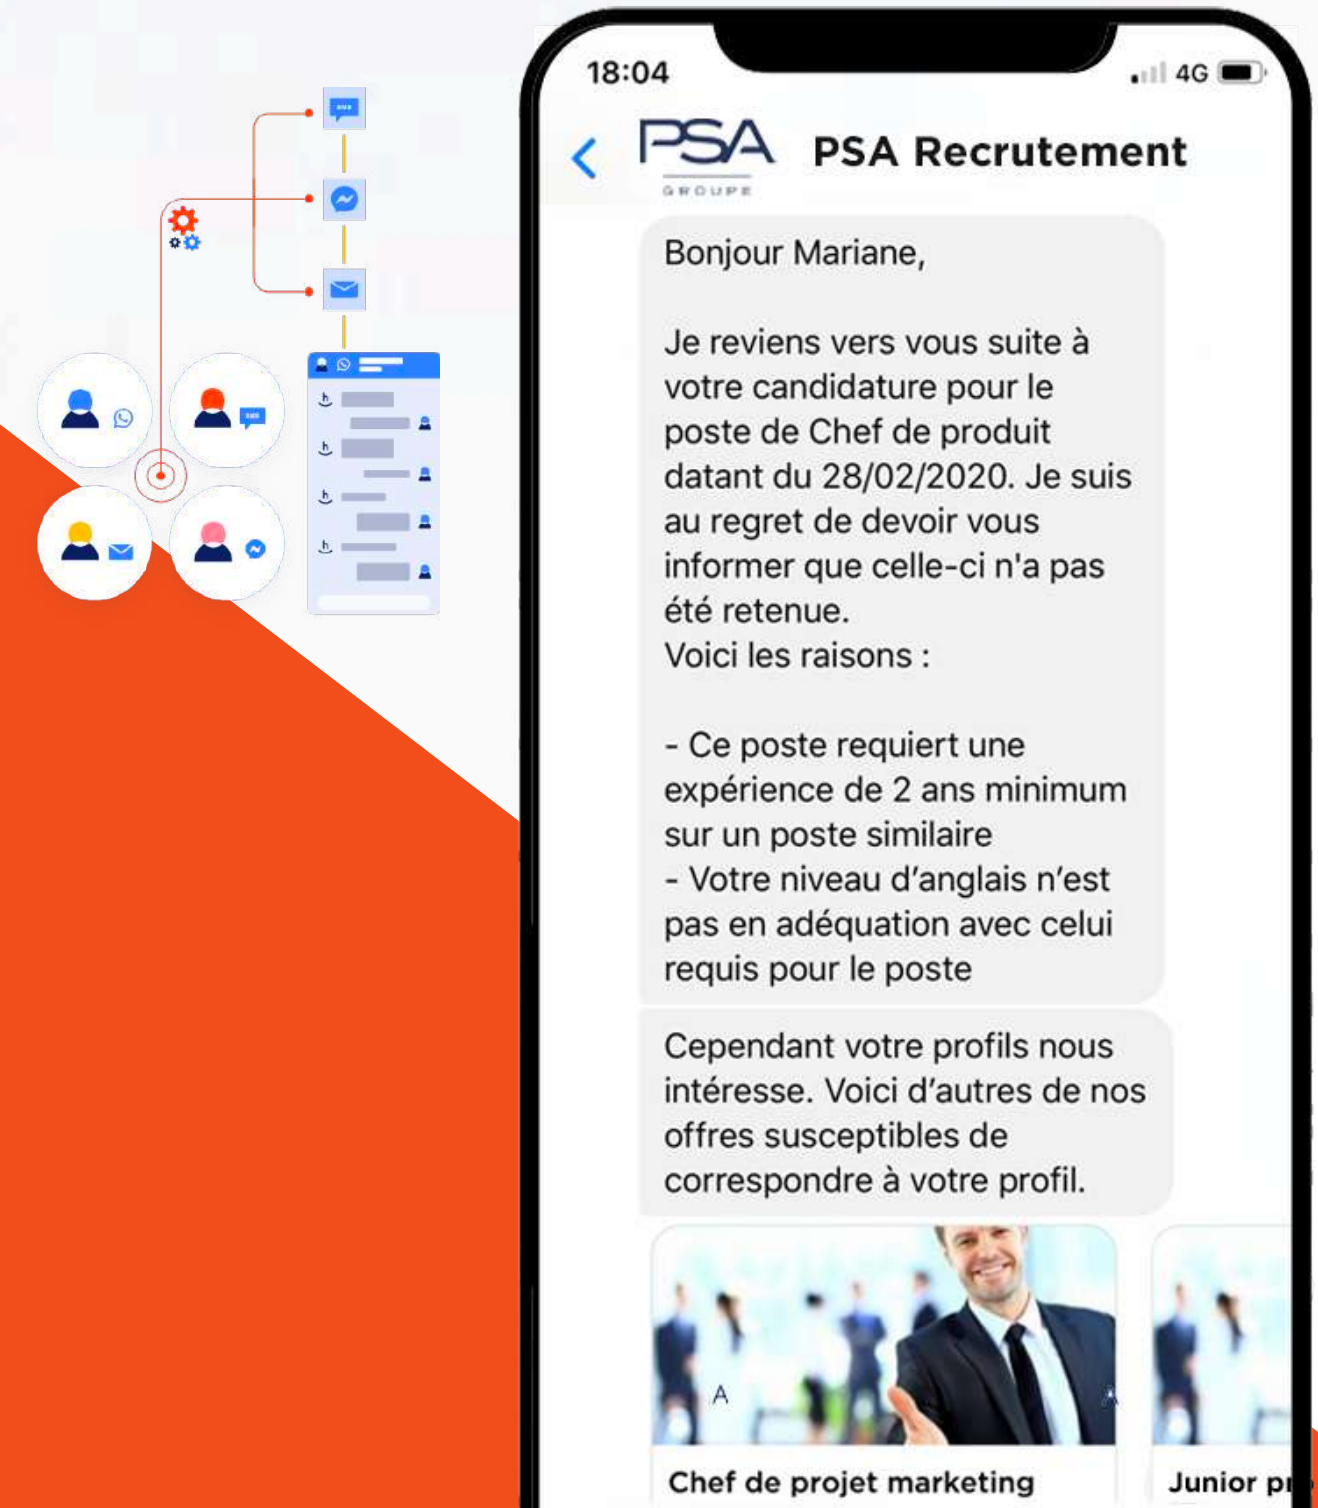 18:04
4G
PSA
GROUPE
PSA Recrutement
Bonjour Mariane,
Je reviens vers vous suite à
votre candidature pour le
poste de Chef de produit
datant du 28/02/2020. Je suis
au regret de devoir vous
informer que celle-ci n'a pas
été retenue.
Voici les raisons :
- Ce poste requiert une
expérience de 2 ans minimum
sur un poste similaire
- Votre niveau d’anglais n’est
pas en adéquation avec celui
requis pour le poste
Cependant votre profils nous
intéresse. Voici d’autres de nos
offres susceptibles de
correspondre à votre profil.
A
A
Chef de projet marketing
Junior